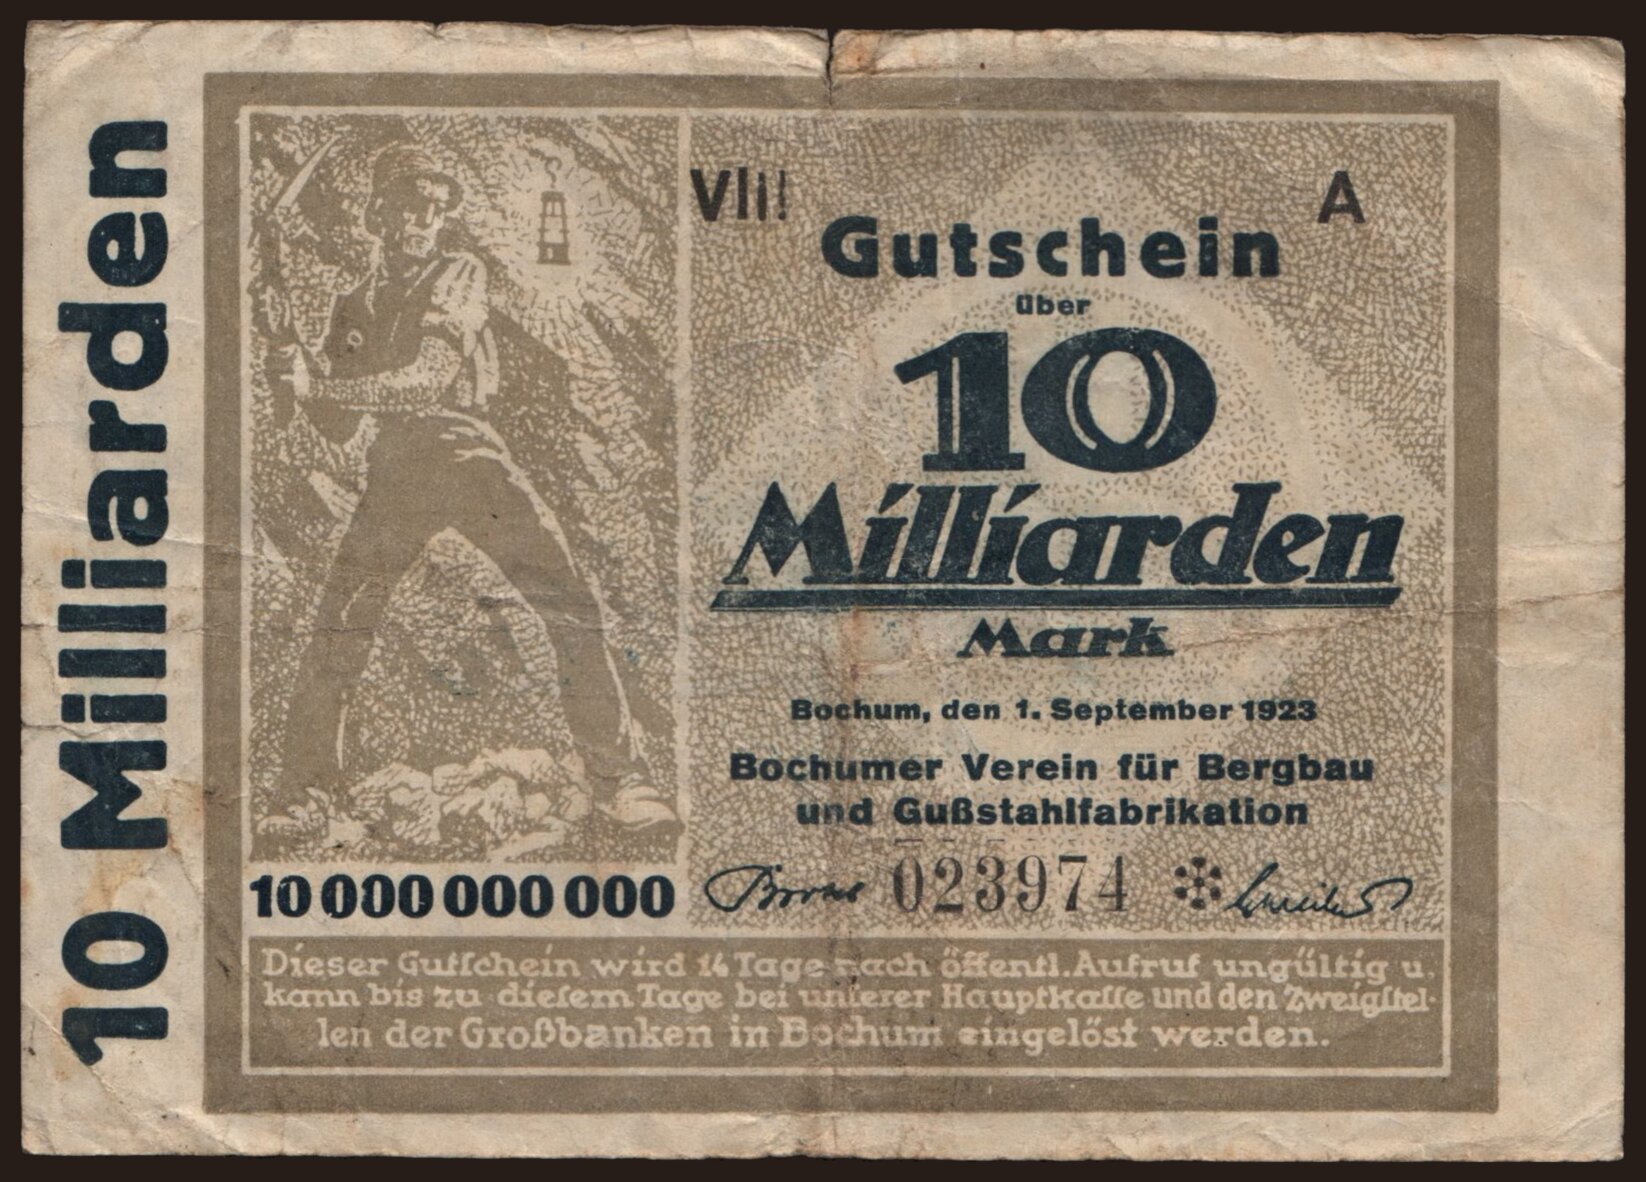 10 Milliarden
VIII A
Gutschein
über
10
Milliarden
Mark
Bochum, den 1. September 1923
Bochumer Verein für Bergbau
und Gußstahlfabrikation
10 000 000 000
023974
Dieser Gutschein wird 14 Tage nach öffentl. Aufruf ungültig u.
kann bis zu diesem Tage bei unserer Hauptkasse und den Zweigstel-
len der Großbanken in Bochum eingelöst werden.